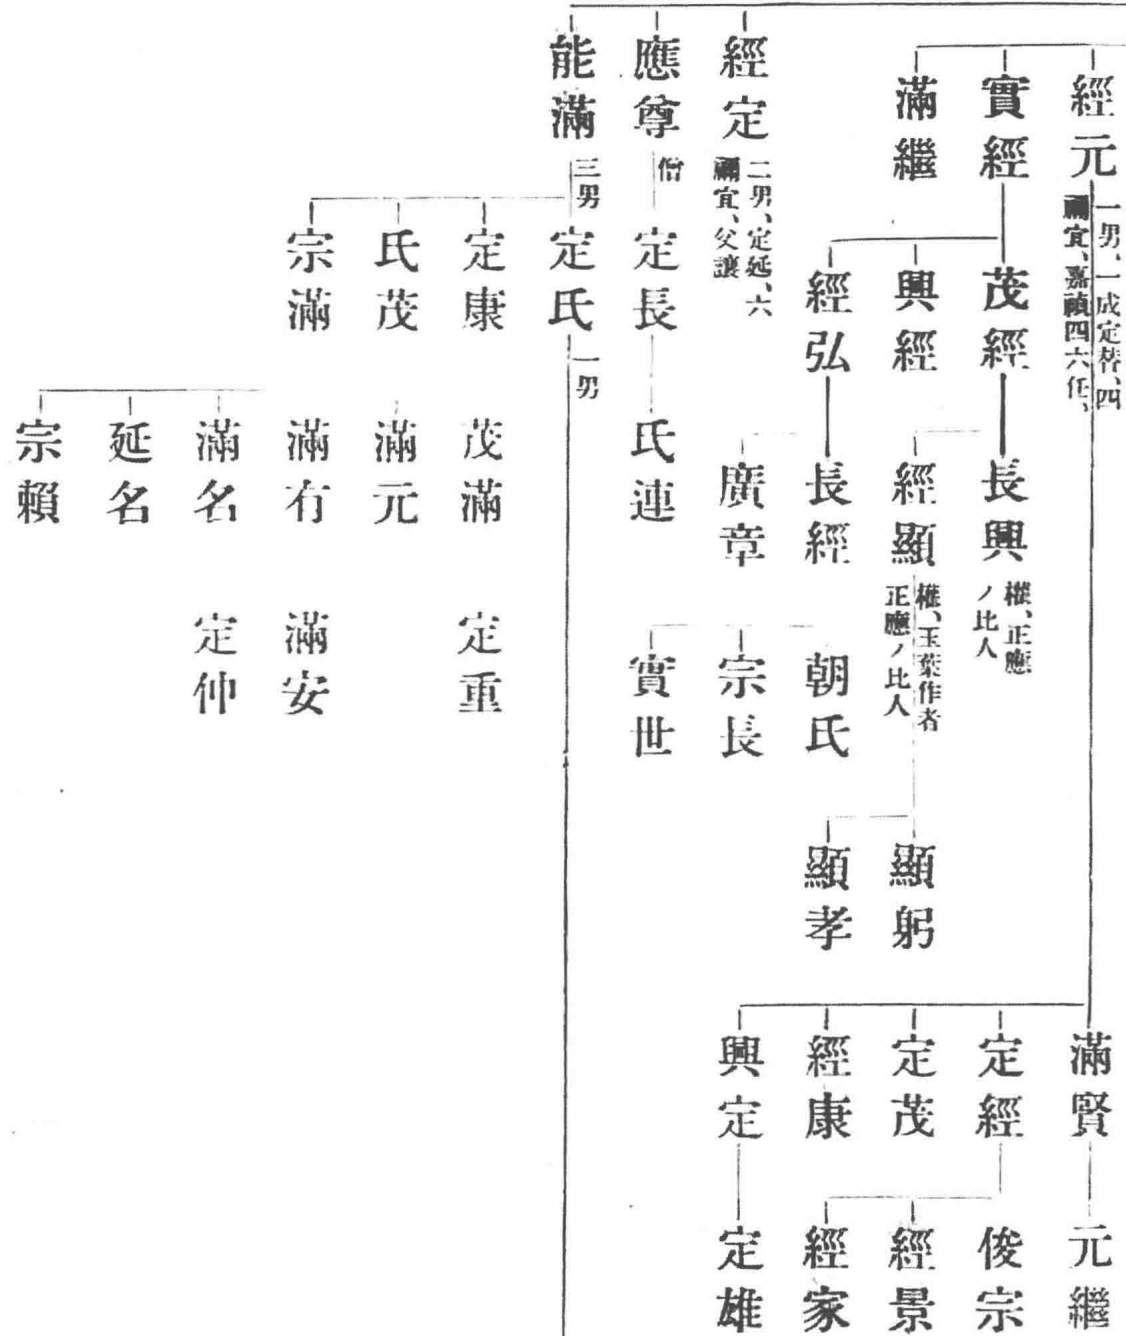 經元
一男、一成定替、四
禰宜、嘉禎四六任、
實經
滿繼
經定
二男、定延、六
禰宜、父讓
應尊
僧
能滿
三男
茂經
興經
經弘
定長
定氏
一男
定康
氏茂
宗滿
長興
權、正應
ノ比人
經顯
權、玉葉作者
正應ノ比人
長經
廣章
氏連
茂滿
滿元
滿有
滿名
延名
宗賴
朝氏
宗長
實世
定重
滿安
定仲
顯躬
顯孝
滿賢
定經
定茂
經康
興定
元繼
俊宗
經景
經家
定雄